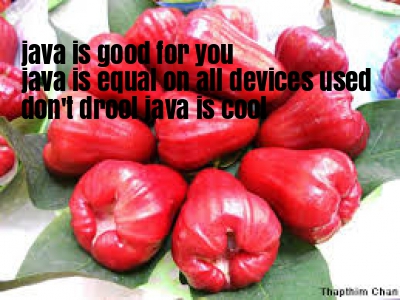 java is good for you
java is equal on all devices used
don't drool java is cool
Thapthim Chan